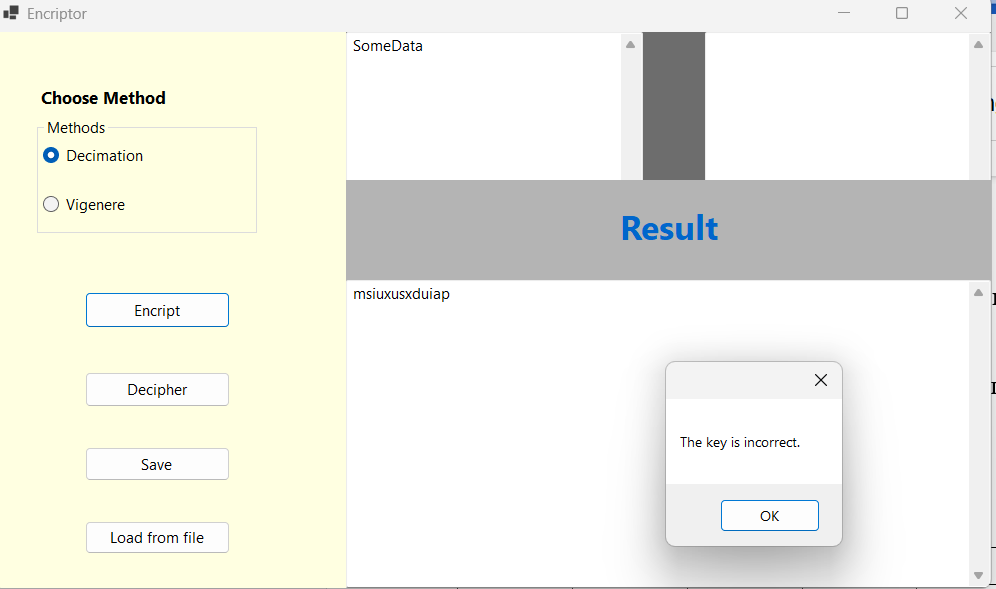 Encriptor
SomeData
Choose Method
Methods
Decimation
Vigenere
Result
Encript
msiuxusxduiap
Decipher
The key is incorrect.
Save
OK
Load from file